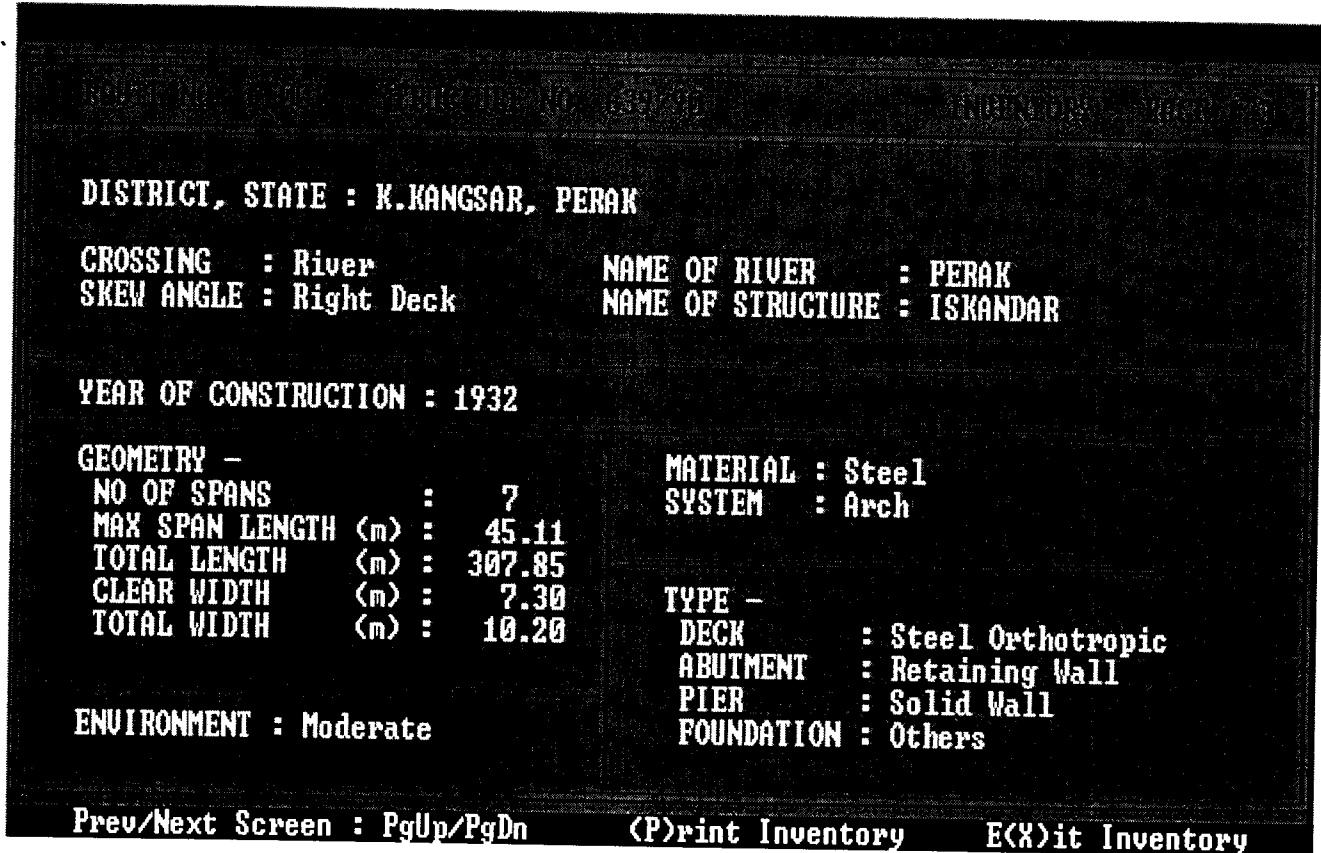 DISTRICT, STATE : K.KANGSAR, PERAK
CROSSING : River NAME OF RIVER : PERAK
SKEW ANGLE : Right Deck NAME OF STRUCTURE : ISKANDAR
YEAR OF CONSTRUCTION : 1932
GEOMETRY -
NO OF SPANS : 7
MAX SPAN LENGTH (m) : 45.11
TOTAL LENGTH (m) : 307.85
CLEAR WIDTH (m) : 7.30
TOTAL WIDTH (m) : 10.20
MATERIAL : Steel
SYSTEM : Arch
TYPE -
DECK : Steel Orthotropic
ABUTMENT : Retaining Wall
PIER : Solid Wall
FOUNDATION : Others
ENVIRONMENT : Moderate
Prev/Next Screen : PgUp/PgDn (P)rint Inventory E(X)it Inventory